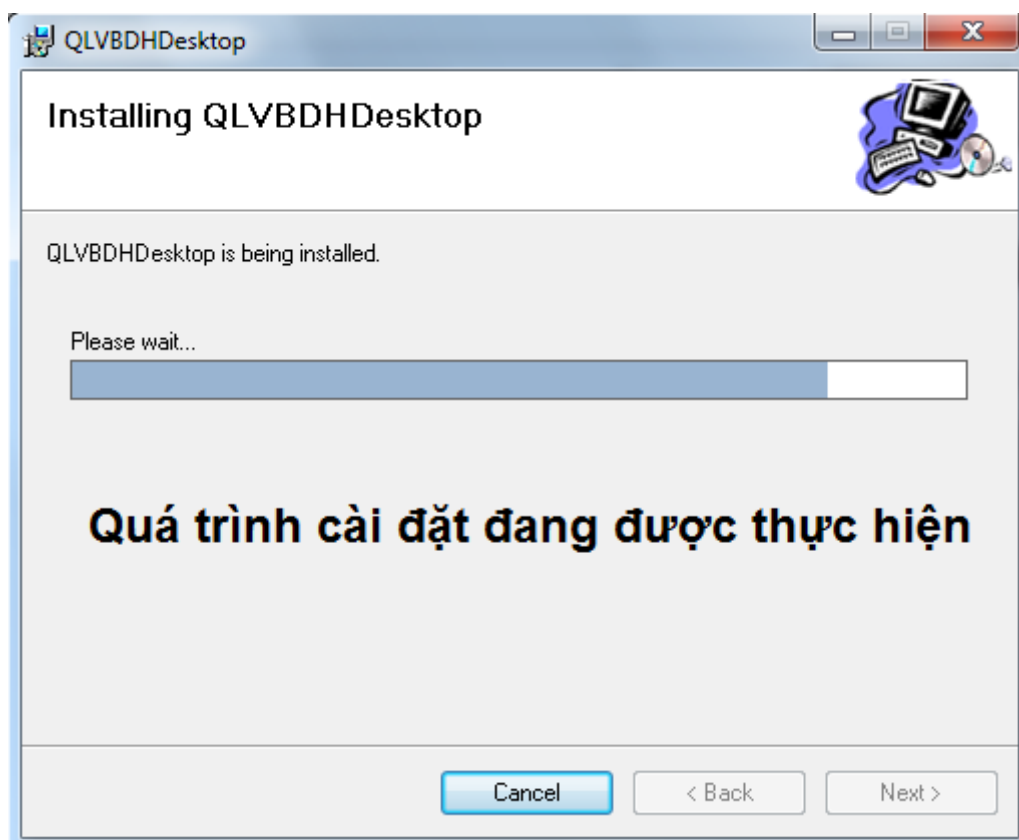 QLVBDHDesktop
Installing QLVBDHDesktop
QLVBDHDesktop is being installed.
Please wait...
Quá trình cài đặt đang được thực hiện
Cancel
< Back
Next >